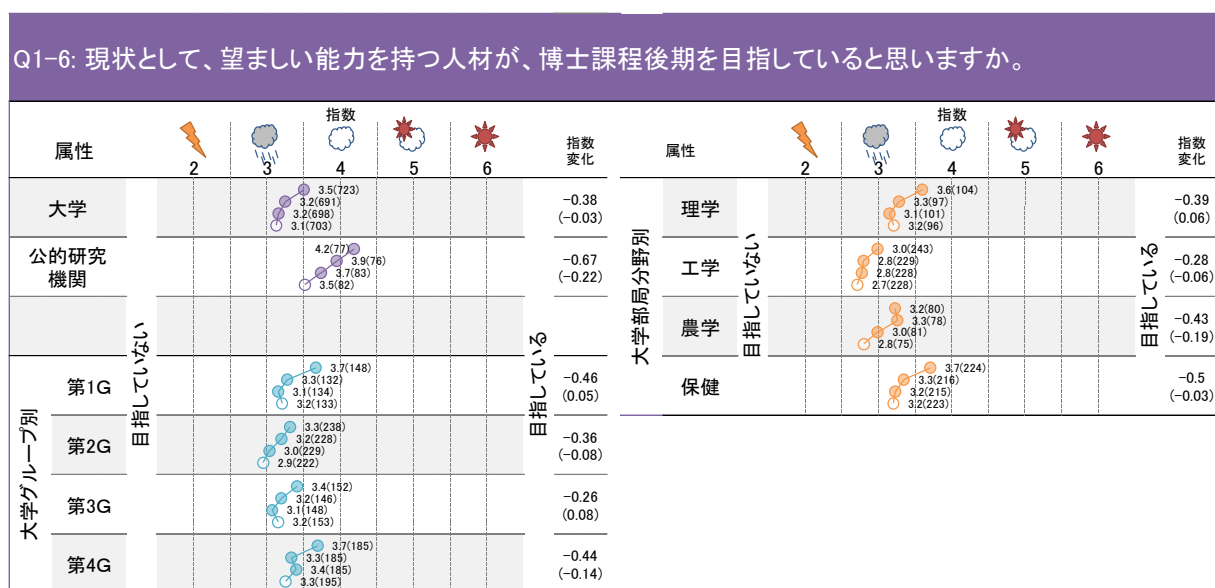 Q1-6: 現状として、望ましい能力を持つ人材が、博士課程後期を目指していると思いますか。
属性
指数
2 3 4 5 6
指数
変化
大学
3.5(723)
3.2(691)
3.2(698)
3.1(703)
-0.38
(-0.03)
公的研究
機関
4.2(77)
3.9(76)
3.7(83)
3.5(82)
-0.67
(-0.22)
目指していない
目指している
大学グループ別
第1G
3.7(148)
3.3(132)
3.1(134)
3.2(133)
-0.46
(0.05)
第2G
3.3(238)
3.2(228)
3.0(229)
2.9(222)
-0.36
(-0.08)
第3G
3.4(152)
3.2(146)
3.1(148)
3.2(153)
-0.26
(0.08)
第4G
3.7(185)
3.3(185)
3.4(185)
3.3(195)
-0.44
(-0.14)
属性
指数
2 3 4 5 6
指数
変化
大学部局分野別
目指していない
目指している
理学
3.6(104)
3.3(97)
3.1(101)
3.2(96)
-0.39
(0.06)
工学
3.0(243)
2.8(229)
2.8(228)
2.7(228)
-0.28
(-0.06)
農学
3.2(80)
3.3(78)
3.0(81)
2.8(75)
-0.43
(-0.19)
保健
3.7(224)
3.3(216)
3.2(215)
3.2(223)
-0.5
(-0.03)